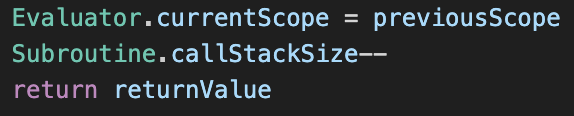 Evaluator.currentScope = previousScope
Subroutine.callStackSize--
return returnValue